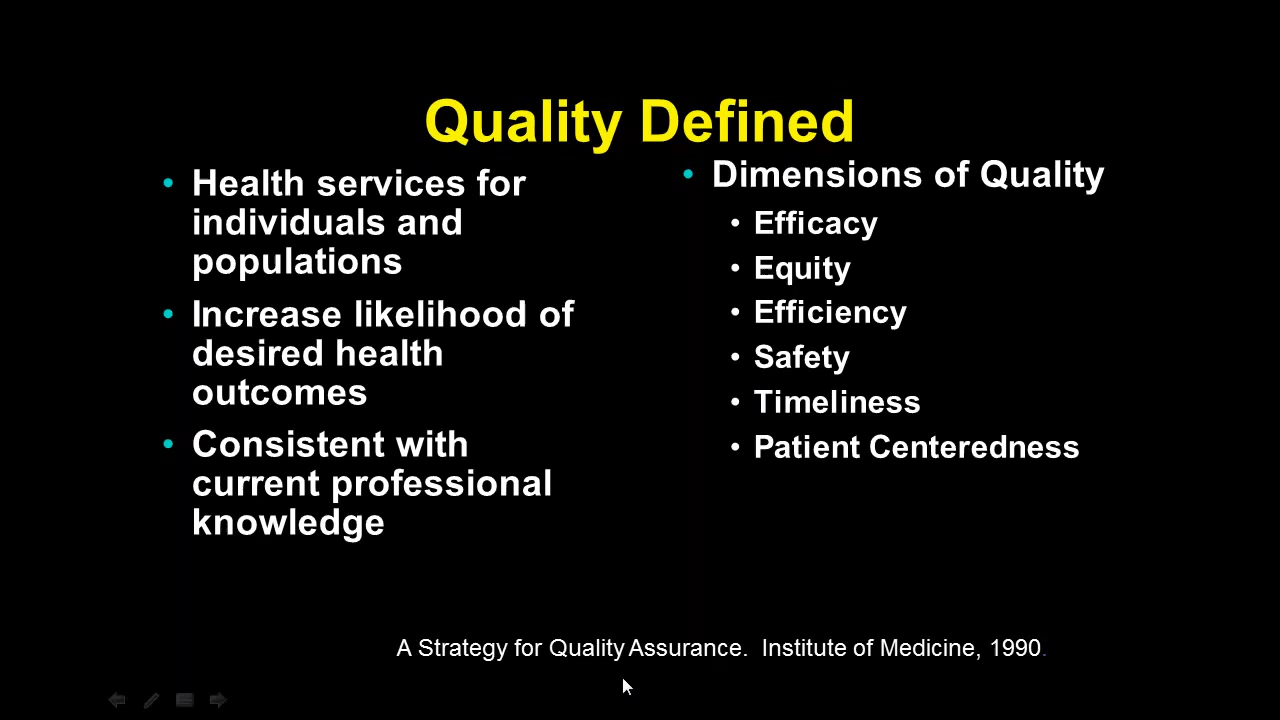 Quality Defined
• Health services for
individuals and
populations
• Increase likelihood of
desired health
outcomes
• Consistent with
current professional
knowledge
• Dimensions of Quality
• Efficacy
• Equity
• Efficiency
• Safety
• Timeliness
• Patient Centeredness
A Strategy for Quality Assurance.  Institute of Medicine, 1990.